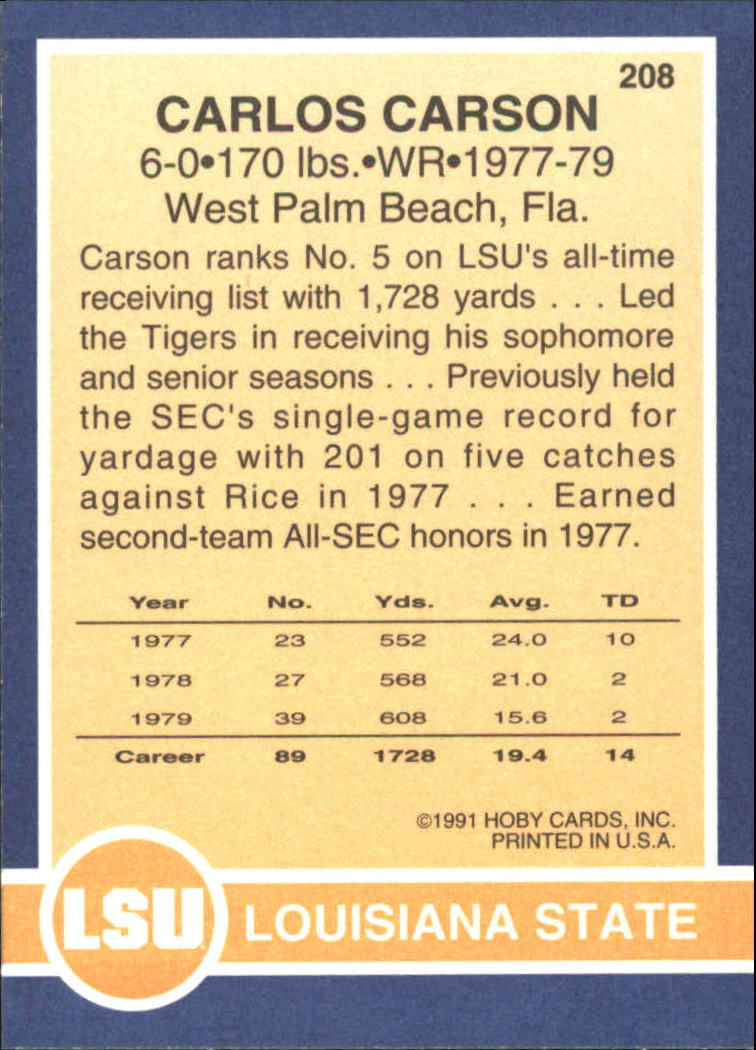 208
CARLOS CARSON
6-0•170 lbs.•WR•1977-79
West Palm Beach, Fla.
Carson ranks No. 5 on LSU's all-time
receiving list with 1,728 yards . . . Led
the Tigers in receiving his sophomore
and senior seasons . . . Previously held
the SEC's single-game record for
yardage with 201 on five catches
against Rice in 1977 . . . Earned
second-team All-SEC honors in 1977.
Year No. Yds. Avg. TD
1977 23 552 24.0 10
1978 27 568 21.0 2
1979 39 608 15.6 2
Career 89 1728 19.4 14
©1991 HOBY CARDS, INC.
PRINTED IN U.S.A.
LSU LOUISIANA STATE